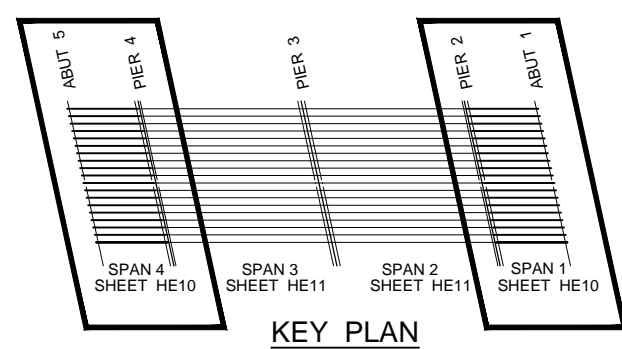 ABUT 5
PIER 4
PIER 3
PIER 2
ABUT 1
SPAN 4
SHEET HE10
SPAN 3
SHEET HE11
SPAN 2
SHEET HE11
SPAN 1
SHEET HE10
KEY PLAN